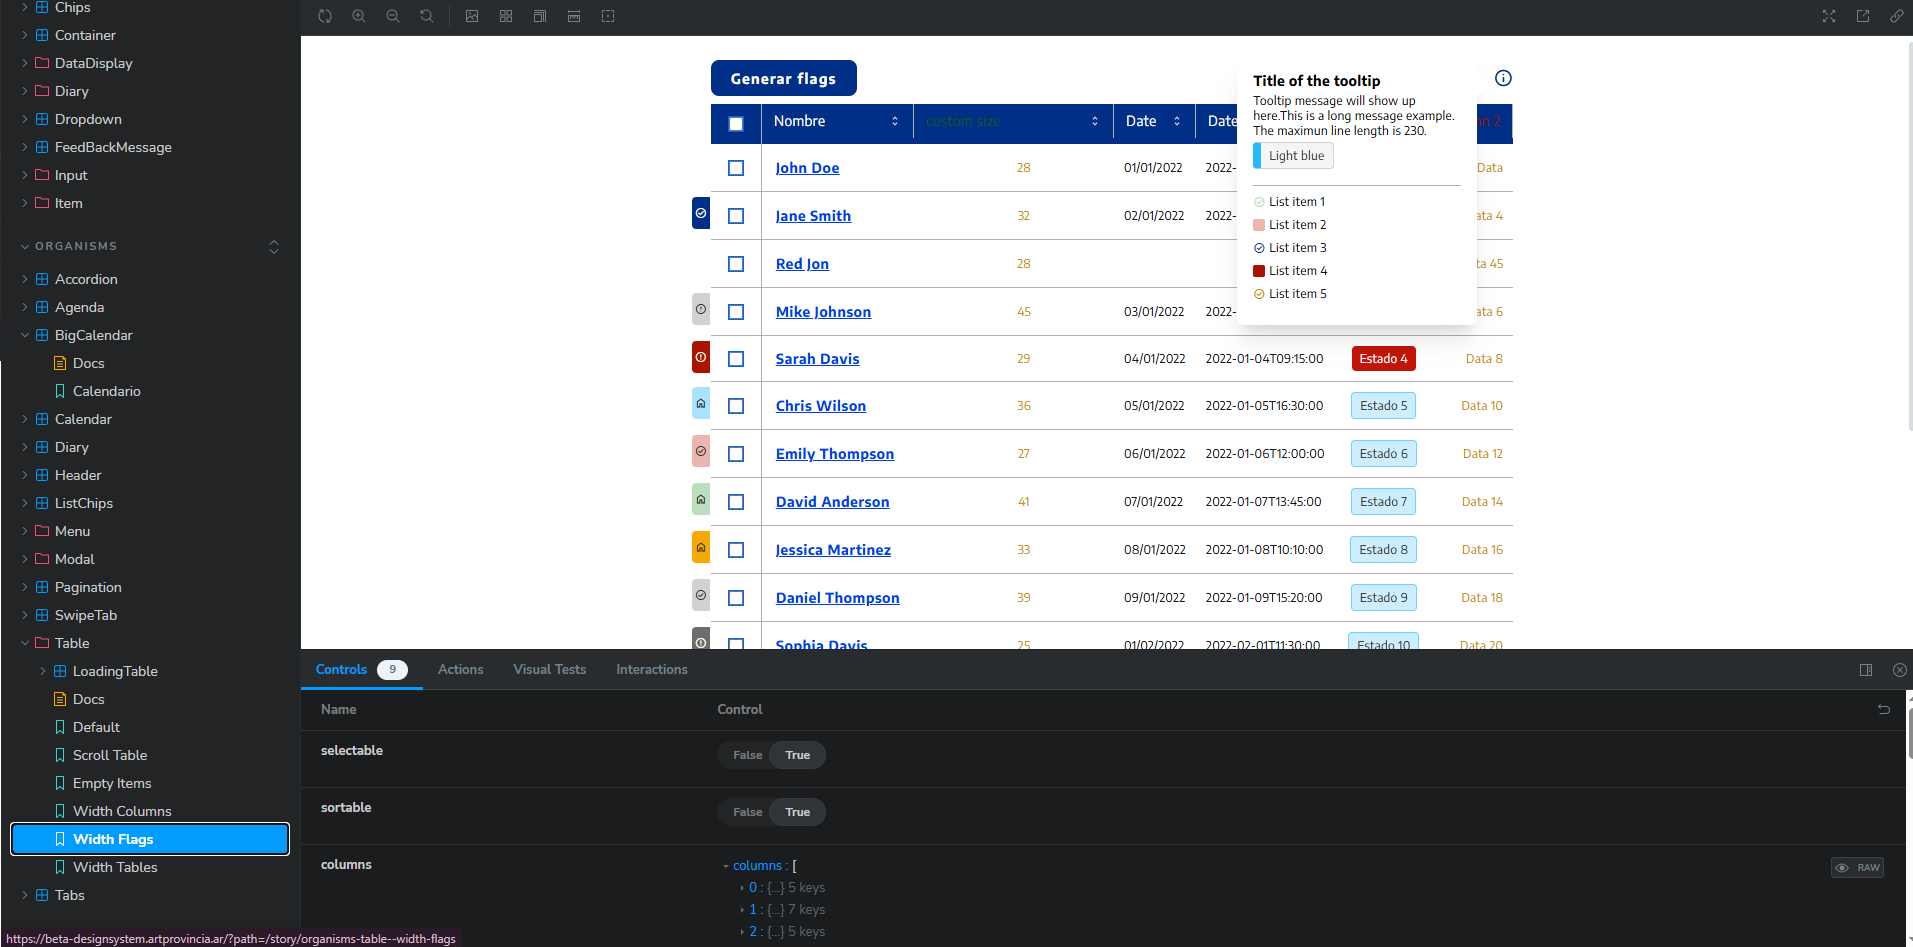 Chips
Container
DataDisplay
Diary
Dropdown
FeedBackMessage
Input
Item
ORGANISMS
Accordion
Agenda
BigCalendar
Docs
Calendario
Calendar
Diary
Header
ListChips
Menu
Modal
Pagination
SwipeTab
Table
LoadingTable
Docs
Default
Scroll Table
Empty Items
Width Columns
Width Flags
Width Tables
Tabs
https://beta-designsystem.artprovincia.ar/?path=/story/organisms-table--width-flags
Generar flags
Nombre custom size Date Date
Title of the tooltip
Tooltip message will show up
here.This is a long message example.
The maximun line length is 230.
Light blue
List item 1
List item 2
List item 3
List item 4
List item 5
John Doe 28 01/01/2022 2022- Data
Jane Smith 32 02/01/2022 2022- ata 4
Red Jon 28 ta 45
Mike Johnson 45 03/01/2022 2022- ata 6
Sarah Davis 29 04/01/2022 2022-01-04T09:15:00 Estado 4 Data 8
Chris Wilson 36 05/01/2022 2022-01-05T16:30:00 Estado 5 Data 10
Emily Thompson 27 06/01/2022 2022-01-06T12:00:00 Estado 6 Data 12
David Anderson 41 07/01/2022 2022-01-07T13:45:00 Estado 7 Data 14
Jessica Martinez 33 08/01/2022 2022-01-08T10:10:00 Estado 8 Data 16
Daniel Thompson 39 09/01/2022 2022-01-09T15:20:00 Estado 9 Data 18
Sophia Davis 25 01/02/2022 2022-02-01T11:30:00 Estado 10 Data 20
Controls 9 Actions Visual Tests Interactions
Name Control
selectable False True
sortable False True
columns columns : [ RAW
0 : {...} 5 keys
1 : {...} 7 keys
2 : {...} 5 keys